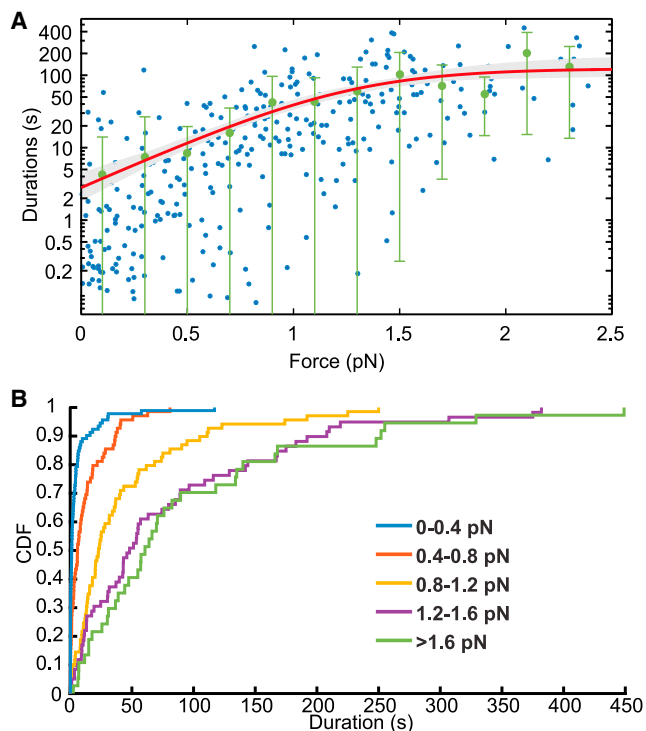 A
400
200
100
50
20
10
5
2
1
0.5
0.2
Durations (s)
0 0.5 1 1.5 2 2.5
Force (pN)
B
1
0.9
0.8
0.7
0.6
0.5
0.4
0.3
0.2
0.1
0
CDF
0-0.4 pN
0.4-0.8 pN
0.8-1.2 pN
1.2-1.6 pN
>1.6 pN
0 50 100 150 200 250 300 350 400 450
Duration (s)